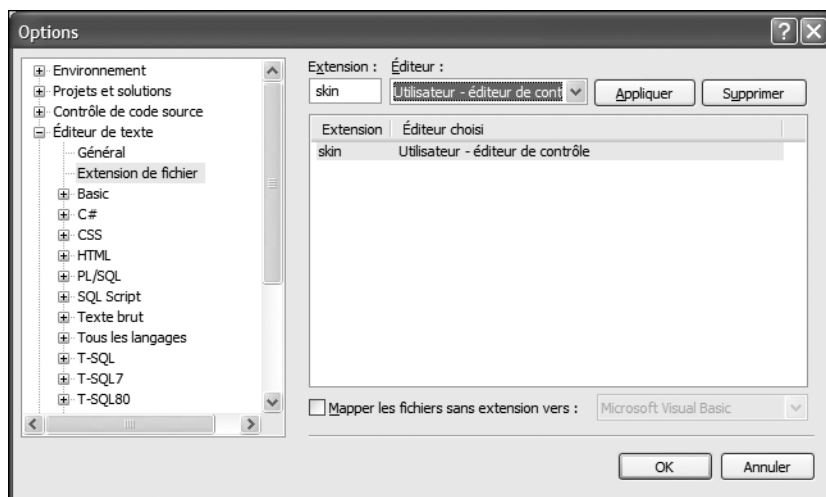 Options
Environnement
Projets et solutions
Contrôle de code source
Éditeur de texte
Général
Extension de fichier
Basic
C#
CSS
HTML
PL/SQL
SQL Script
Texte brut
Tous les langages
T-SQL
T-SQL7
T-SQL80
Extension : Éditeur :
skin Utilisateur - éditeur de cont Appliquer Supprimer
Extension Éditeur choisi
skin Utilisateur - éditeur de contrôle
Mapper les fichiers sans extension vers : Microsoft Visual Basic
OK Annuler